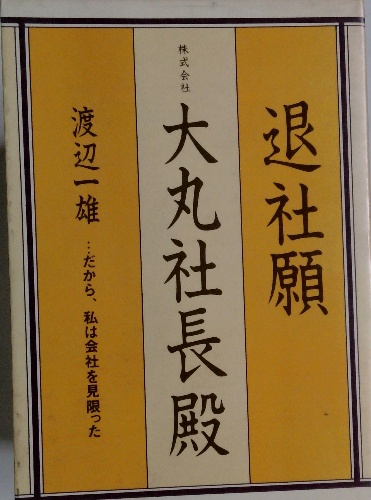 退社願
株式会社
大丸社長殿
渡辺一雄
…だから、私は会社を見限った